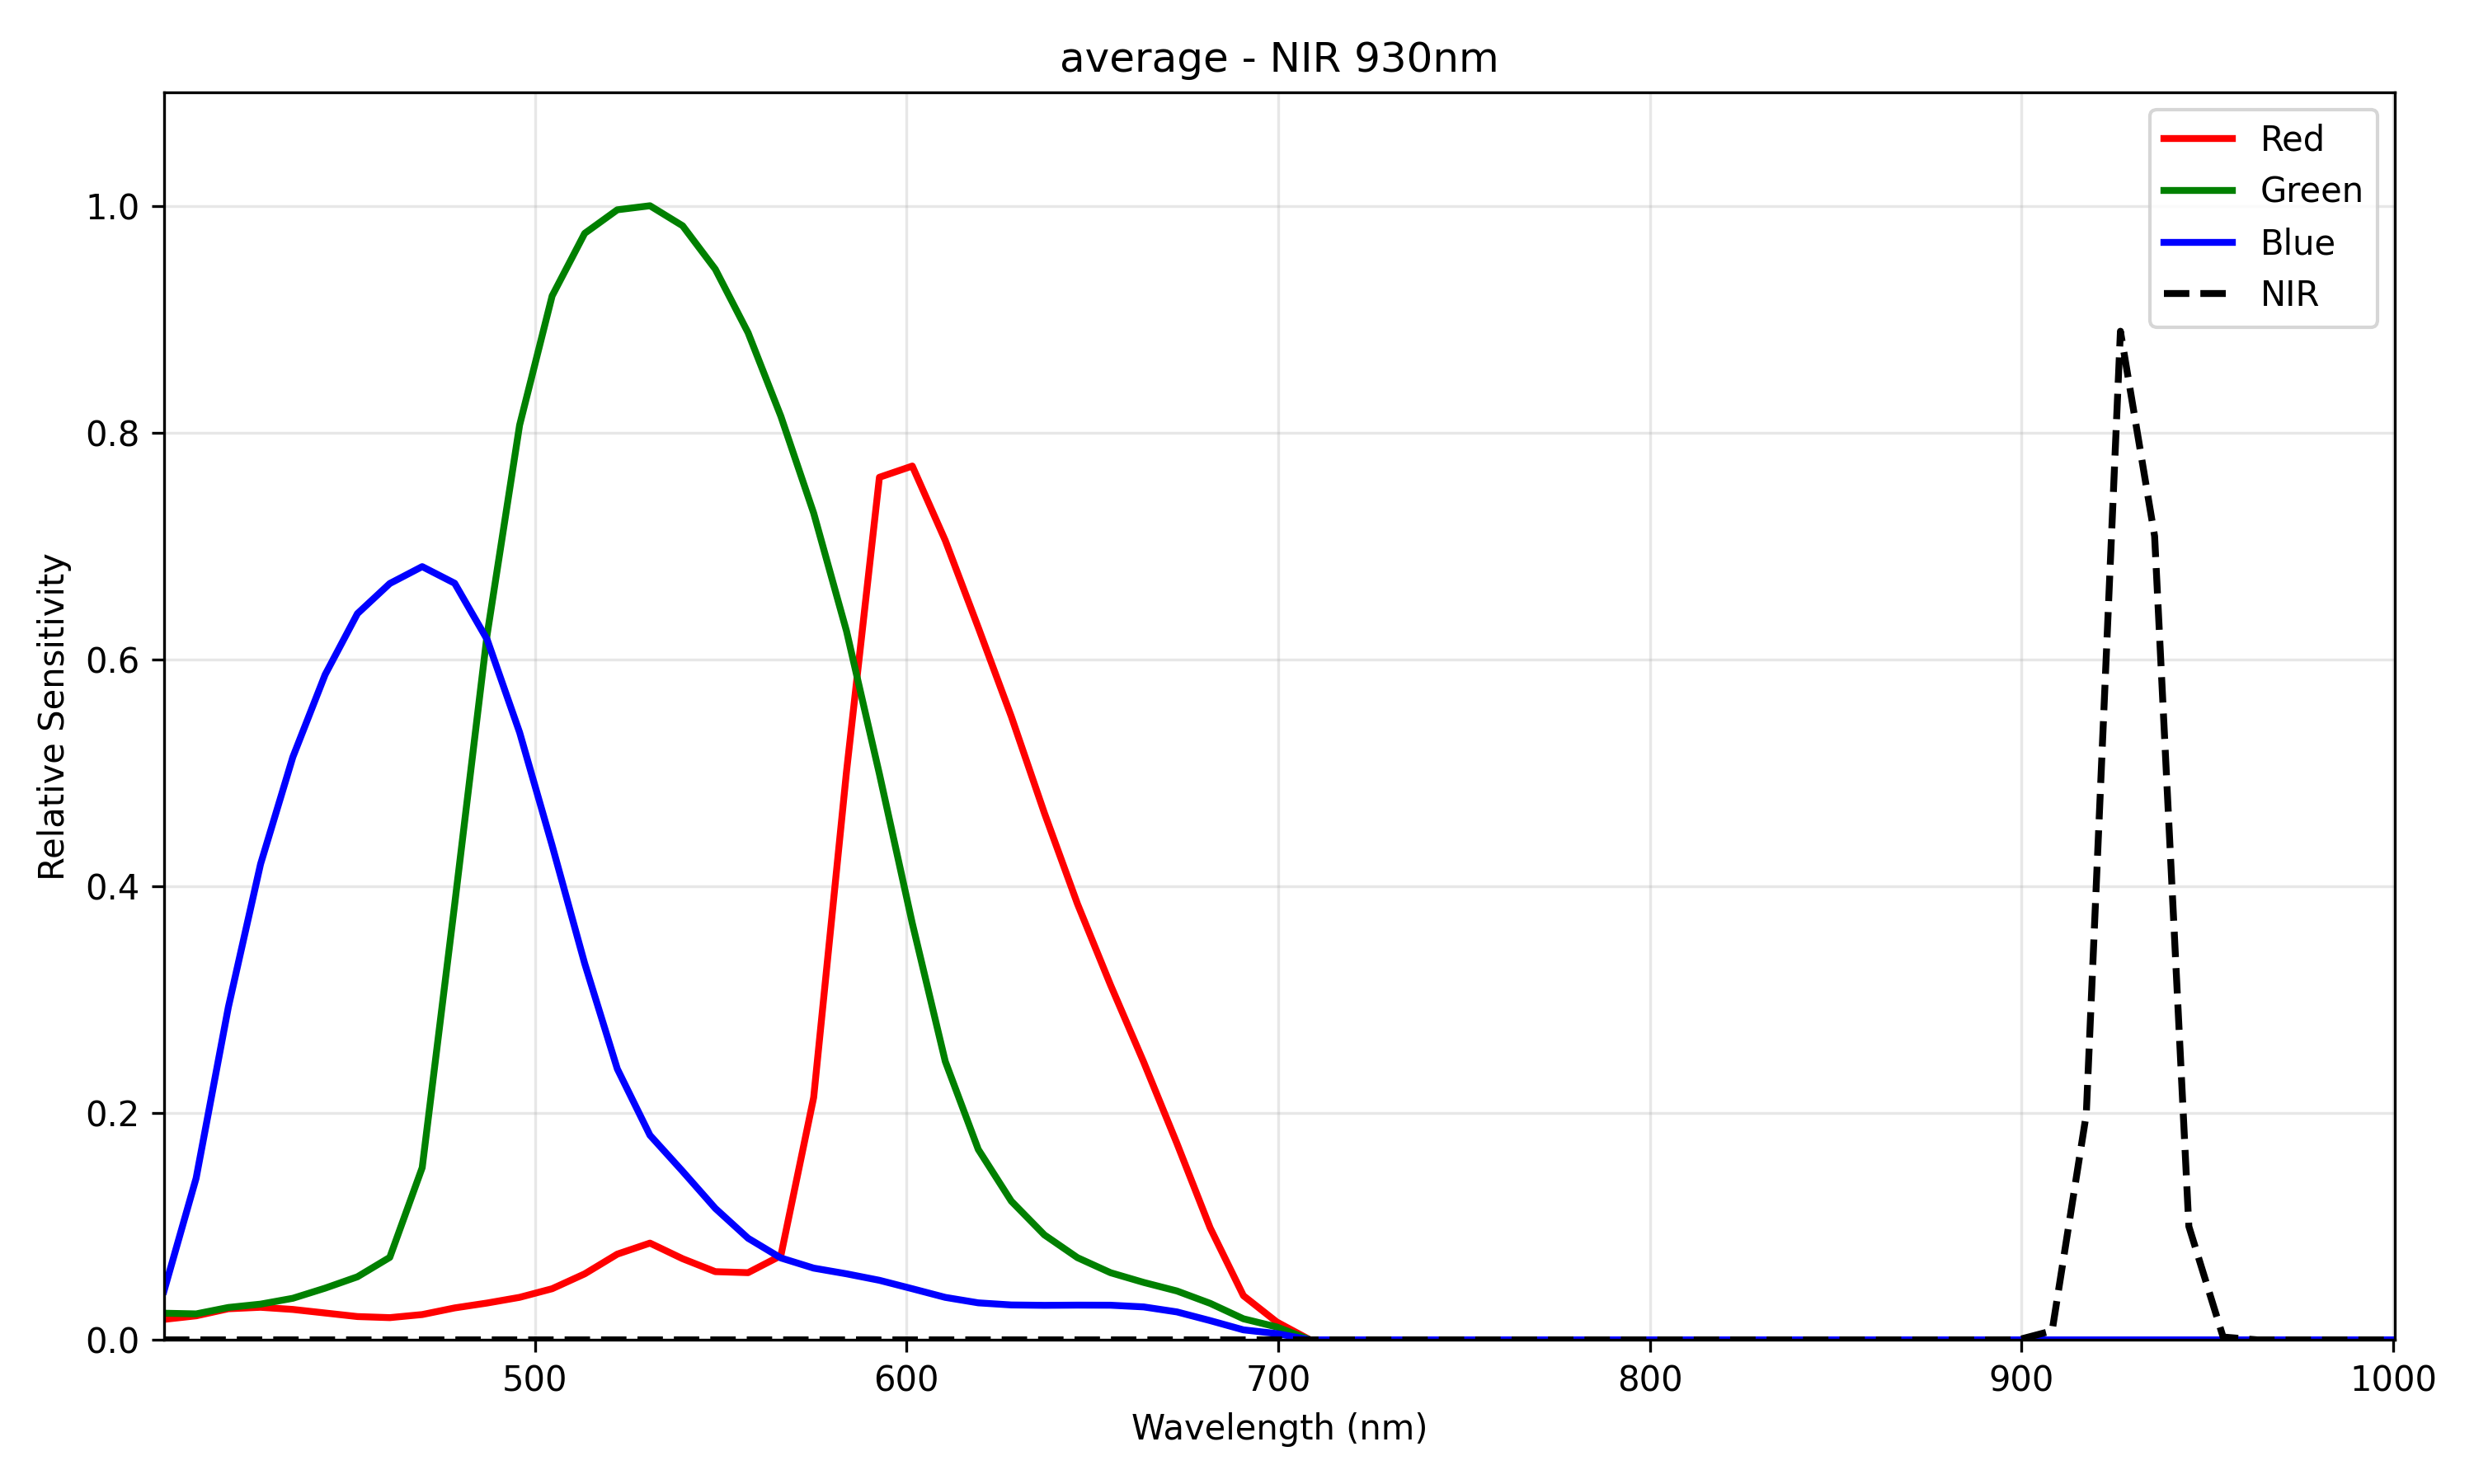 average - NIR 930nm
Red
Green
Blue
NIR
1.0
0.8
0.6
0.4
0.2
0.0
Relative Sensitivity
500
600
700
800
900
1000
Wavelength (nm)